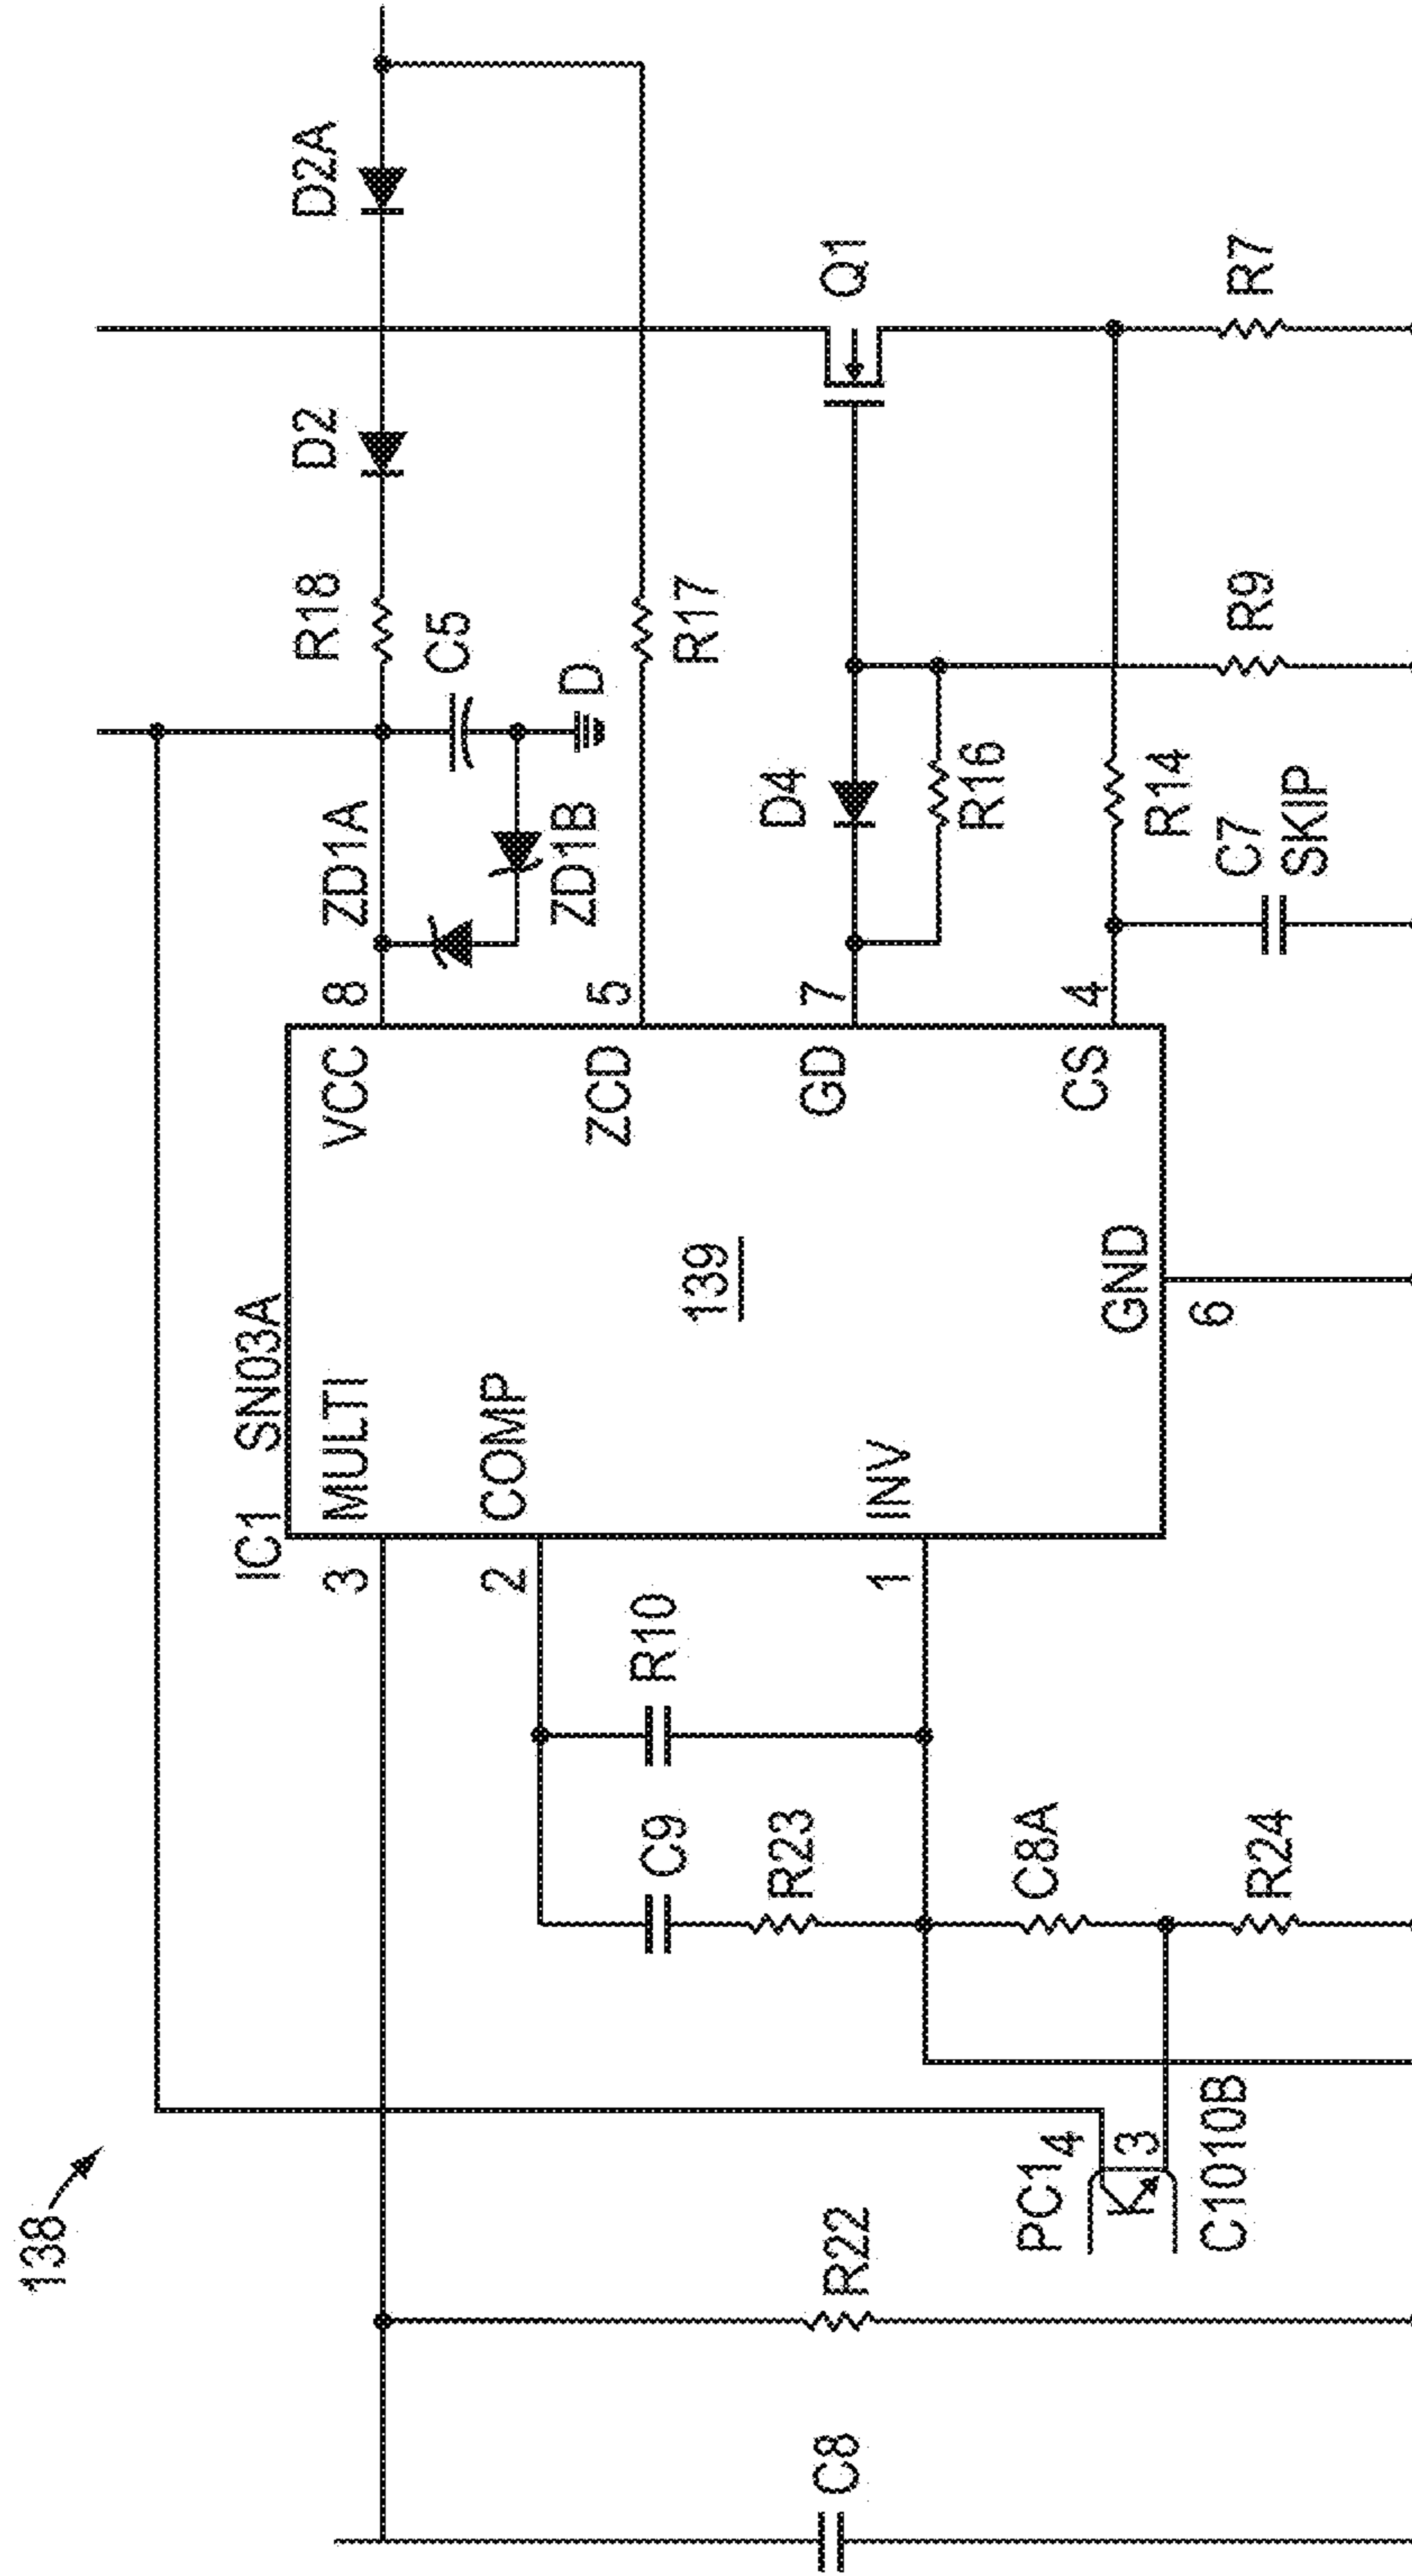 138
IC1 SN03A
139
3
MULTI
2
COMP
1
INV
VCC
8
ZCD
5
GD
7
CS
4
GND
6
ZD1A
ZD1B
C5
D
R18
D2
D2A
R17
D4
R16
Q1
R14
C7
SKIP
R9
R7
R10
C9
R23
C8A
R24
PC1
4
3
K
C1010B
R22
C8